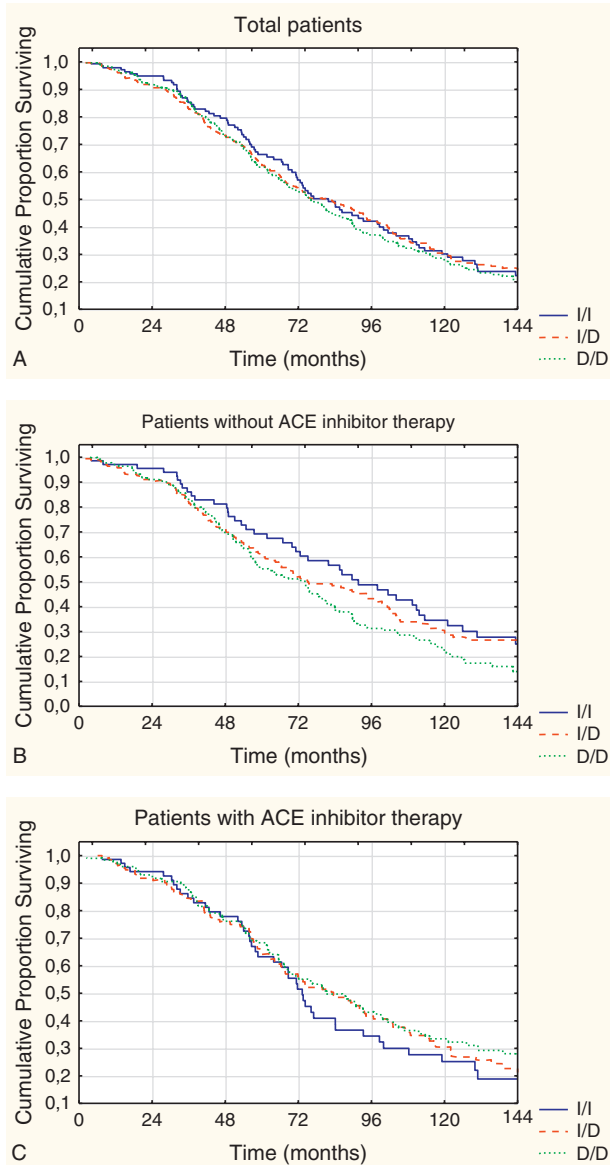 Total patients
Cumulative Proportion Surviving
1,0
0,9
0,8
0,7
0,6
0,5
0,4
0,3
0,2
0,1
0 24 48 72 96 120 144
Time (months)
A
I/I
I/D
D/D
Patients without ACE inhibitor therapy
Cumulative Proportion Surviving
1,0
0,9
0,8
0,7
0,6
0,5
0,4
0,3
0,2
0,1
0,0
0 24 48 72 96 120 144
Time (months)
B
I/I
I/D
D/D
Patients with ACE inhibitor therapy
Cumulative Proportion Surviving
1,0
0,9
0,8
0,7
0,6
0,5
0,4
0,3
0,2
0,1
0 24 48 72 96 120 144
Time (months)
C
I/I
I/D
D/D